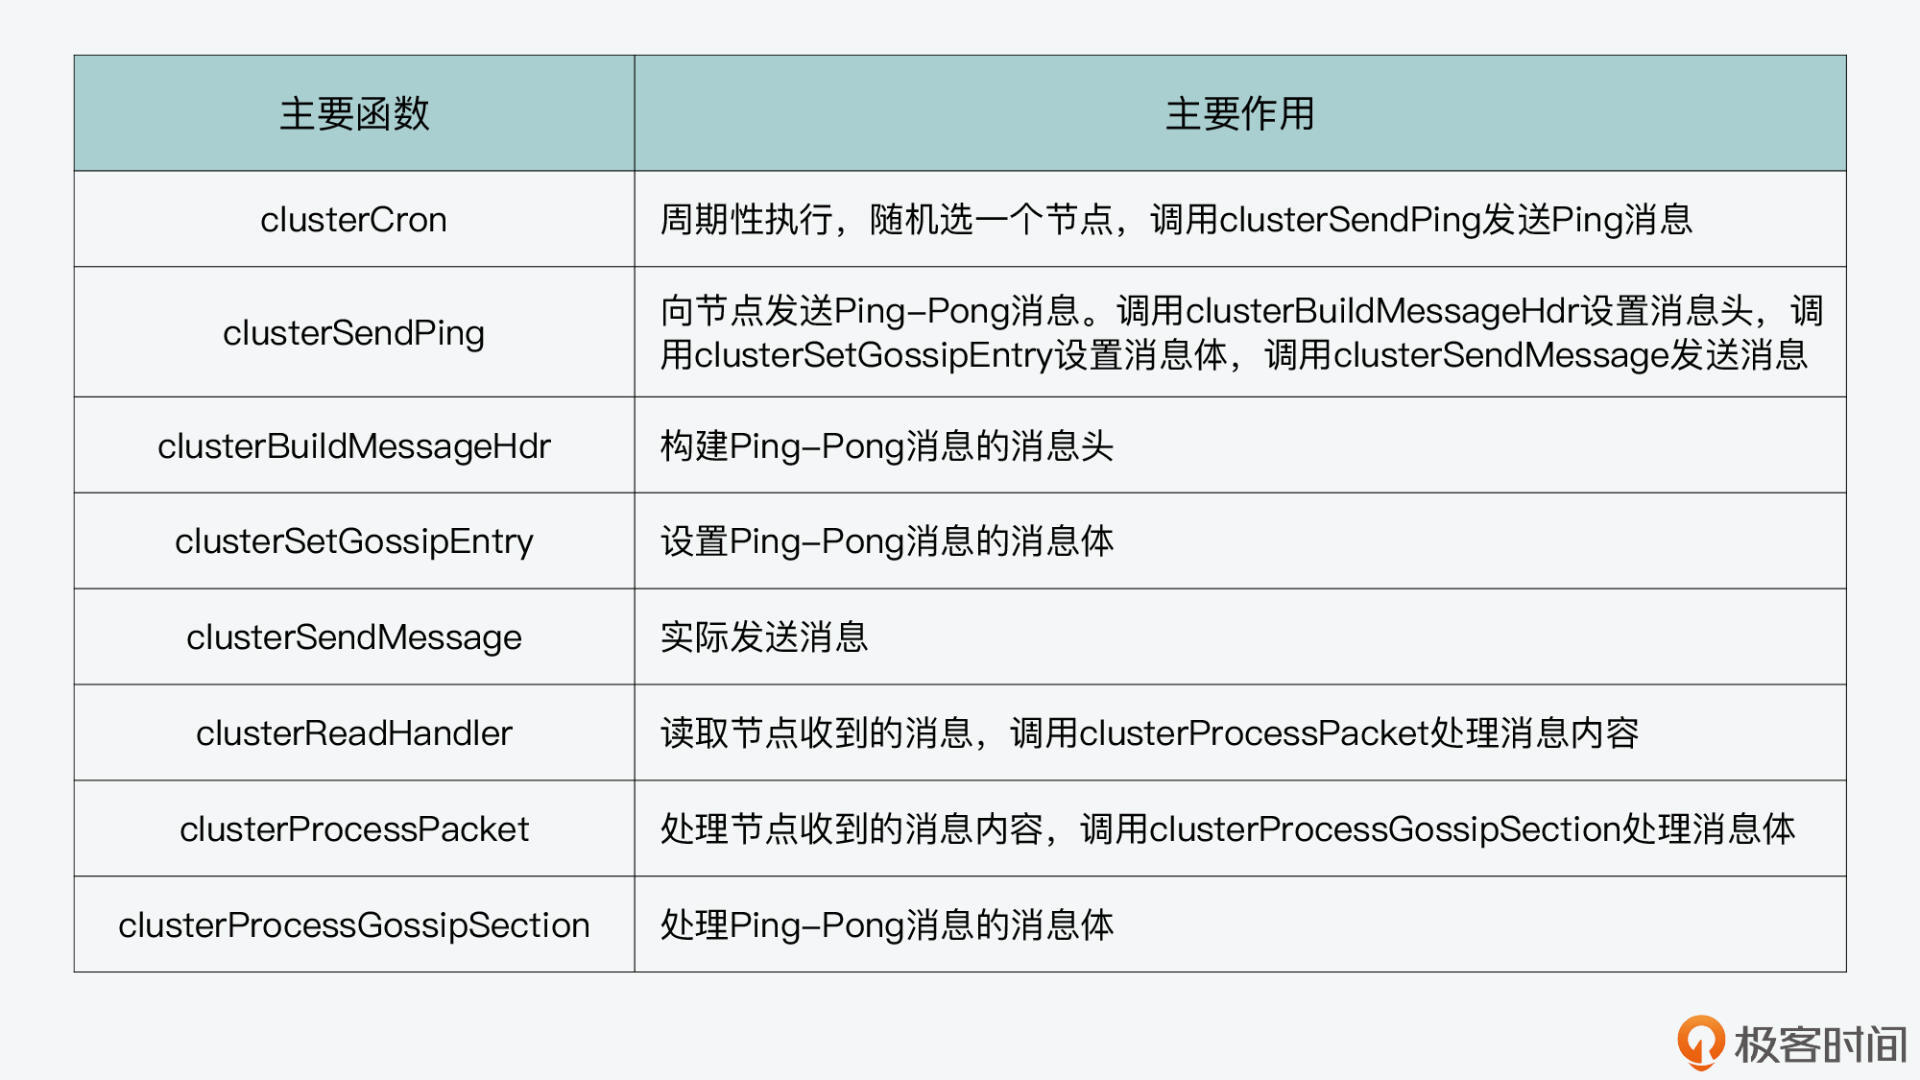 主要函数
主要作用
clusterCron
周期性执行，随机选一个节点，调用clusterSendPing发送Ping消息
clusterSendPing
向节点发送Ping–Pong消息。调用clusterBuildMessageHdr设置消息头，调
用clusterSetGossipEntry设置消息体，调用clusterSendMessage发送消息
clusterBuildMessageHdr
构建Ping–Pong消息的消息头
clusterSetGossipEntry
设置Ping–Pong消息的消息体
clusterSendMessage
实际发送消息
clusterReadHandler
读取节点收到的消息，调用clusterProcessPacket处理消息内容
clusterProcessPacket
处理节点收到的消息内容，调用clusterProcessGossipSection处理消息体
clusterProcessGossipSection
处理Ping–Pong消息的消息体
极客时间